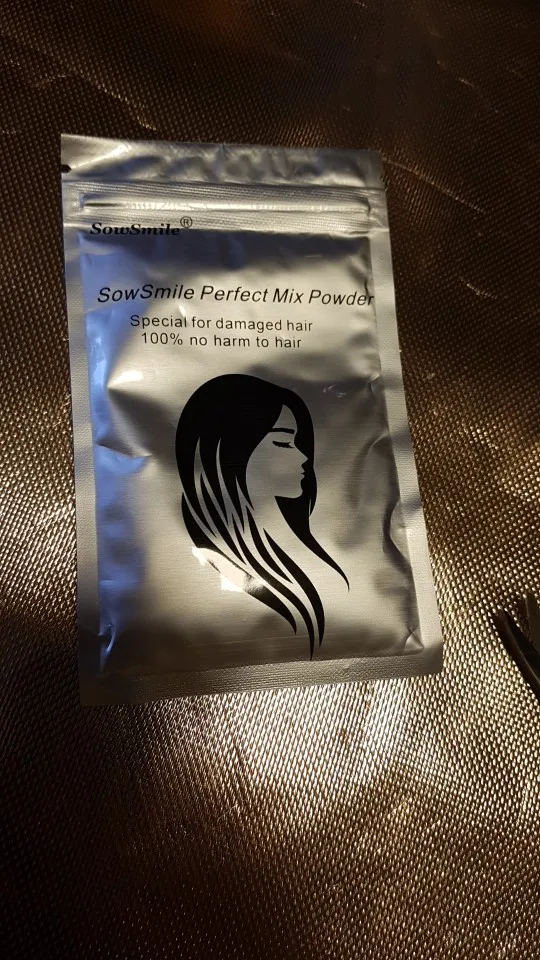 SowSmile®
SowSmile Perfect Mix Powder
Special for damaged hair
100% no harm to hair